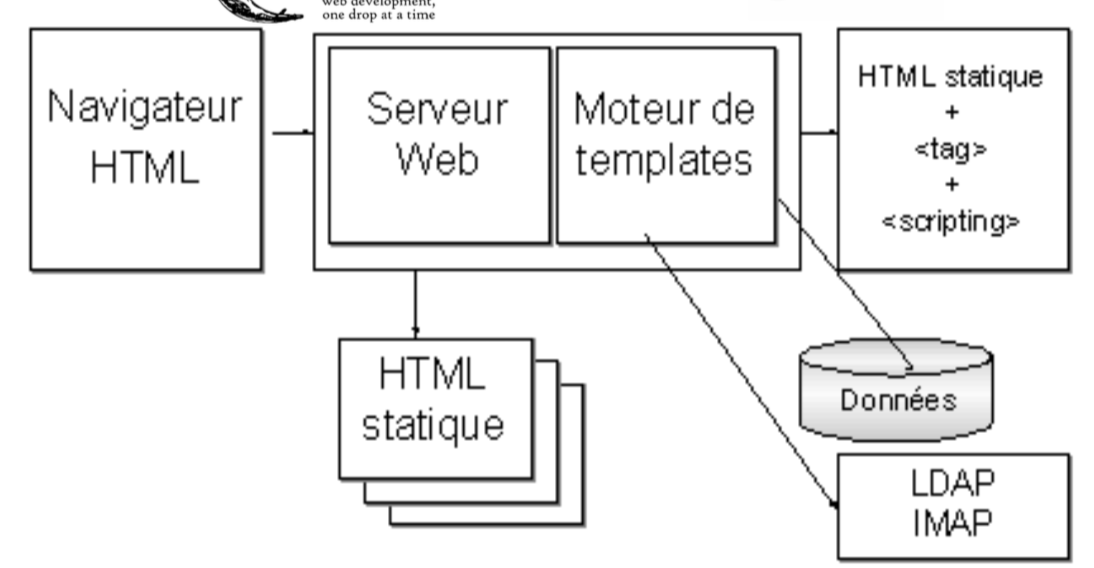 web development,
one drop at a time
Navigateur
HTML
Serveur
Web
Moteur de
templates
HTML statique
+
<tag>
+
<scripting>
HTML
statique
Données
LDAP
IMAP